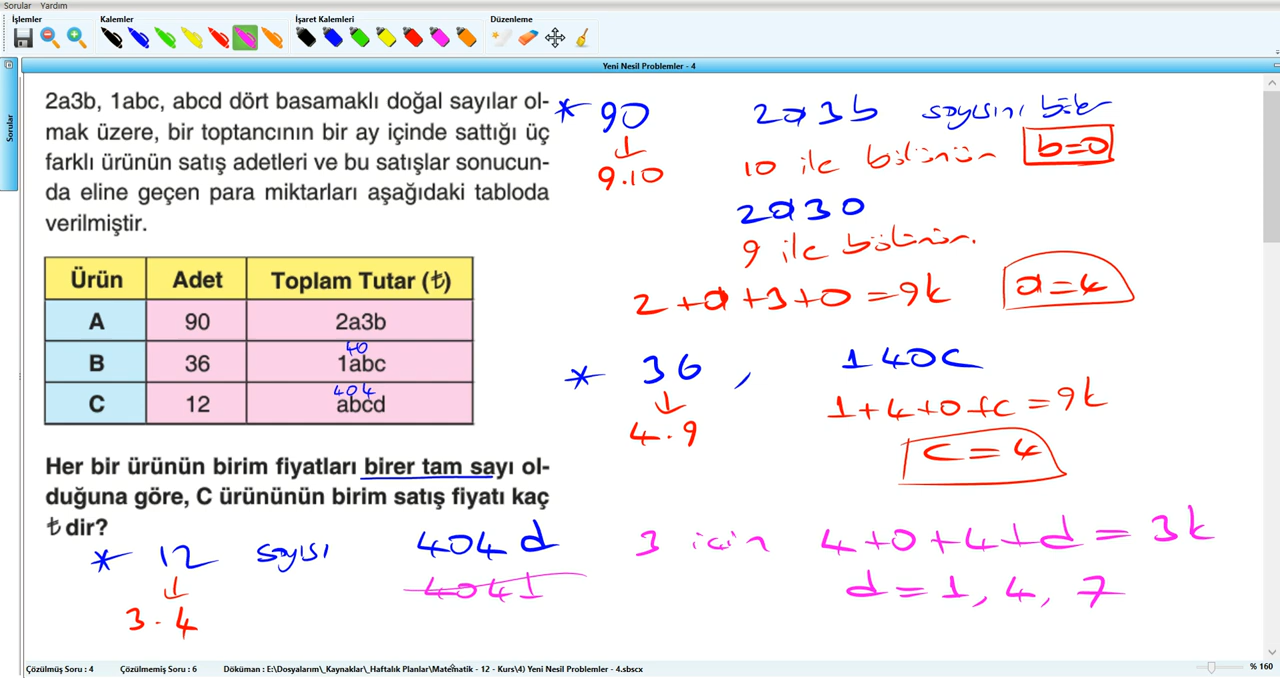 Sorular Yardım
İşlemler Kalemler İşaret Kalemleri Düzenleme
Yeni Nesil Problemler - 4
Sorular
2a3b, 1abc, abcd dört basamaklı doğal sayılar ol-
mak üzere, bir toptancının bir ay içinde sattığı üç
farklı ürünün satış adetleri ve bu satışlar sonucun-
da eline geçen para miktarları aşağıdaki tabloda
verilmiştir.
Ürün Adet Toplam Tutar (₺)
A 90 2a3b
40
B 36 1abc
404
C 12 abcd
Her bir ürünün birim fiyatları birer tam sayı ol-
duğuna göre, C ürününün birim satış fiyatı kaç
₺ dir?
* 90 2a3b sayısını böler
↓ 10 ile bölünür b=0
9.10
2a30
9 ile bölünür.
2+a+3+0=9k a=4
* 36, 140c
↓ 1+4+0+c=9k
4.9
c=4
* 12 sayısı 404d 3 için 4+0+4+d=3k
↓ 4041 d=1, 4, 7
3.4
Çözülmüş Soru : 4 Çözülmemiş Soru : 6 Döküman : E:\Dosyalarım\_Kaynaklar\_Haftalık Planlar\Matematik - 12 - Kurs\4) Yeni Nesil Problemler - 4.sbscx % 160